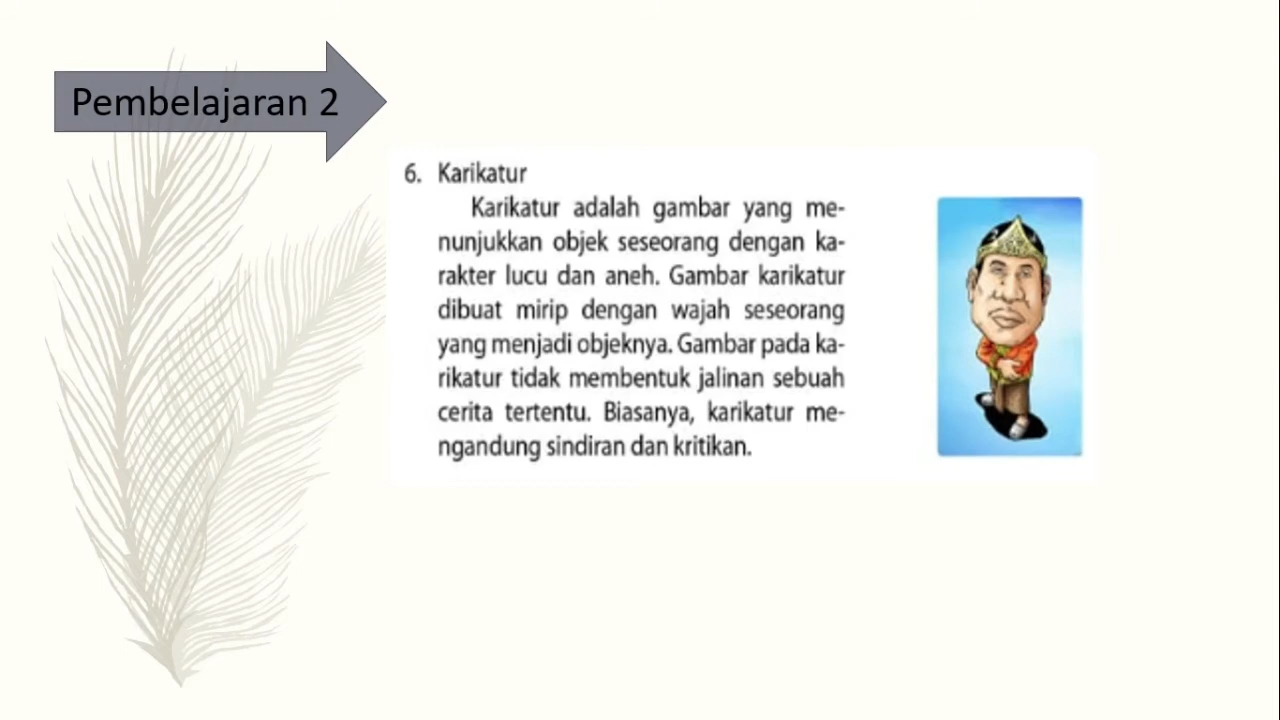 Pembelajaran 2
6. Karikatur
Karikatur adalah gambar yang me-
nunjukkan objek seseorang dengan ka-
rakter lucu dan aneh. Gambar karikatur
dibuat mirip dengan wajah seseorang
yang menjadi objeknya. Gambar pada ka-
rikatur tidak membentuk jalinan sebuah
cerita tertentu. Biasanya, karikatur me-
ngandung sindiran dan kritikan.